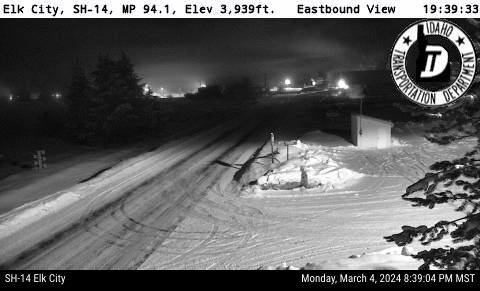 Elk City, SH-14, MP 94.1, Elev 3,939ft. Eastbound View 19:39:33
IDAHO
TRANSPORTATION DEPARTMENT
SH-14 Elk City Monday, March 4, 2024 8:39:04 PM MST